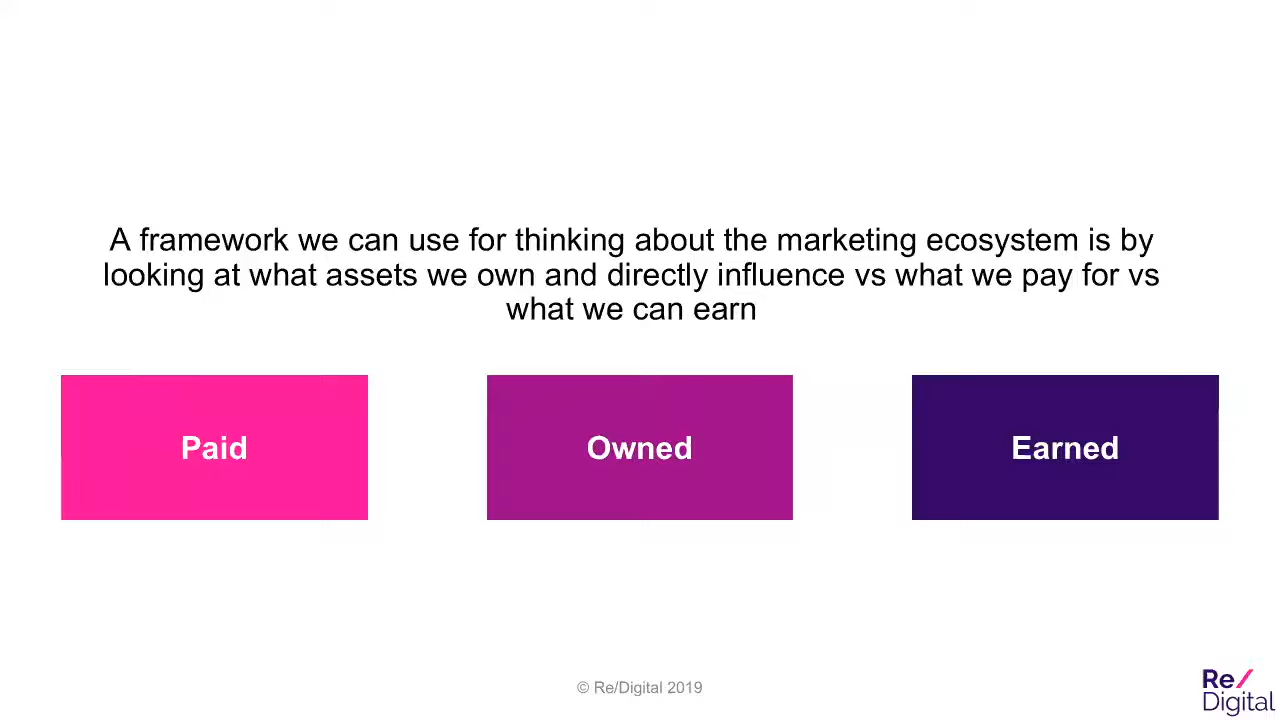 A framework we can use for thinking about the marketing ecosystem is by
looking at what assets we own and directly influence vs what we pay for vs
what we can earn
Paid
Owned
Earned
© Re/Digital 2019
Re/
Digital